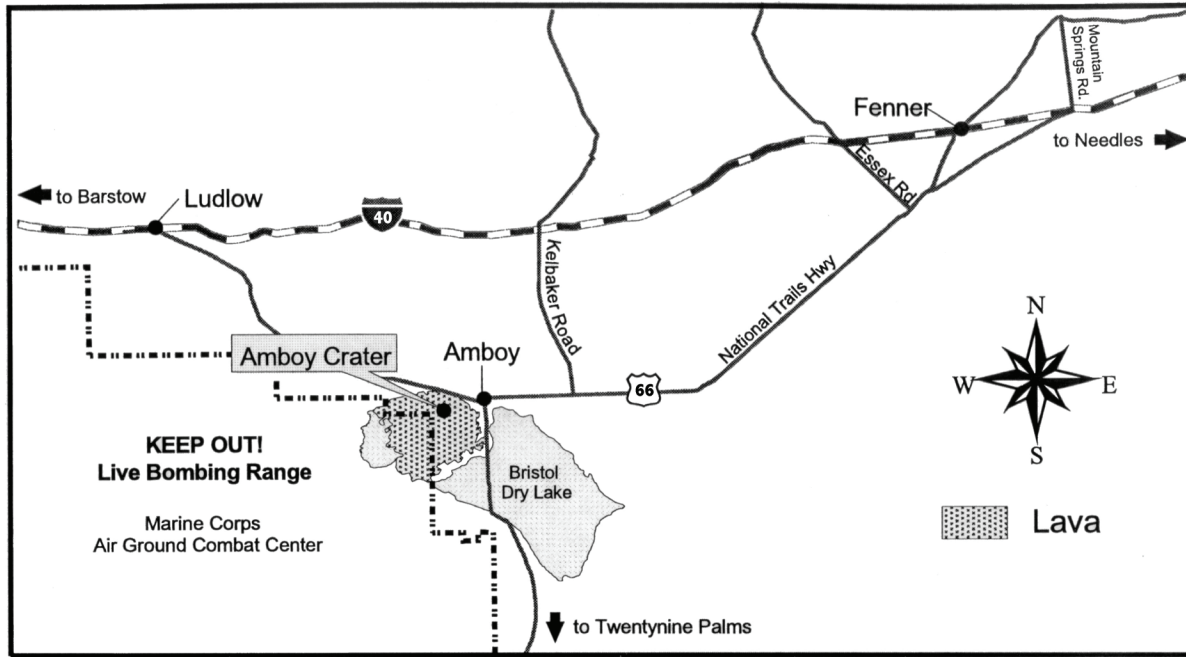 Mountain
Springs Rd.
Fenner
to Needles
Essex Rd
to Barstow
Ludlow
40
Kelbaker Road
National Trails Hwy
N
W
E
S
Amboy Crater
Amboy
66
KEEP OUT!
Live Bombing Range
Marine Corps
Air Ground Combat Center
Bristol
Dry Lake
Lava
to Twentynine Palms